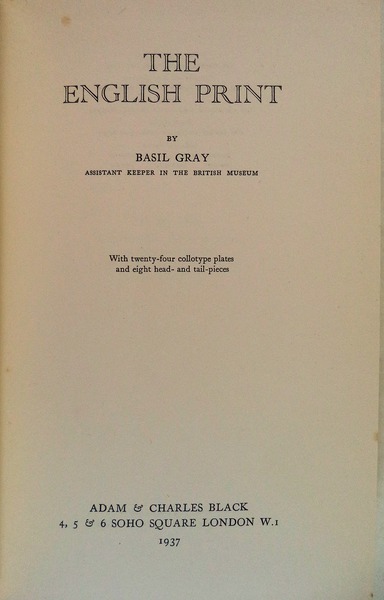 THE
ENGLISH PRINT
BY
BASIL GRAY
ASSISTANT KEEPER IN THE BRITISH MUSEUM
With twenty-four collotype plates
and eight head- and tail-pieces
ADAM & CHARLES BLACK
4, 5 & 6 SOHO SQUARE LONDON W.1
1937